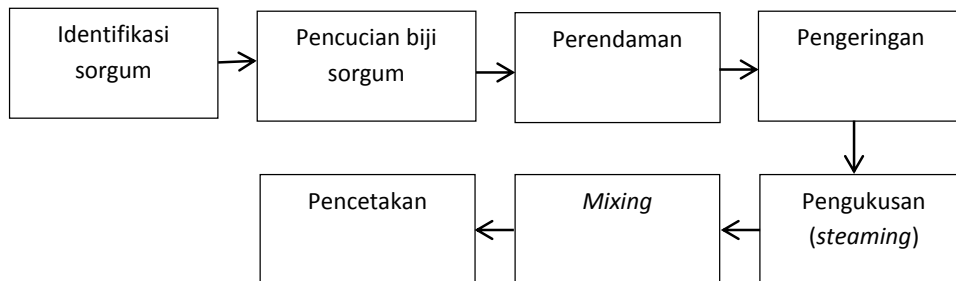 Identifikasi
sorgum
Pencucian biji
sorgum
Perendaman
Pengeringan
Pengukusan
(steaming)
Mixing
Pencetakan